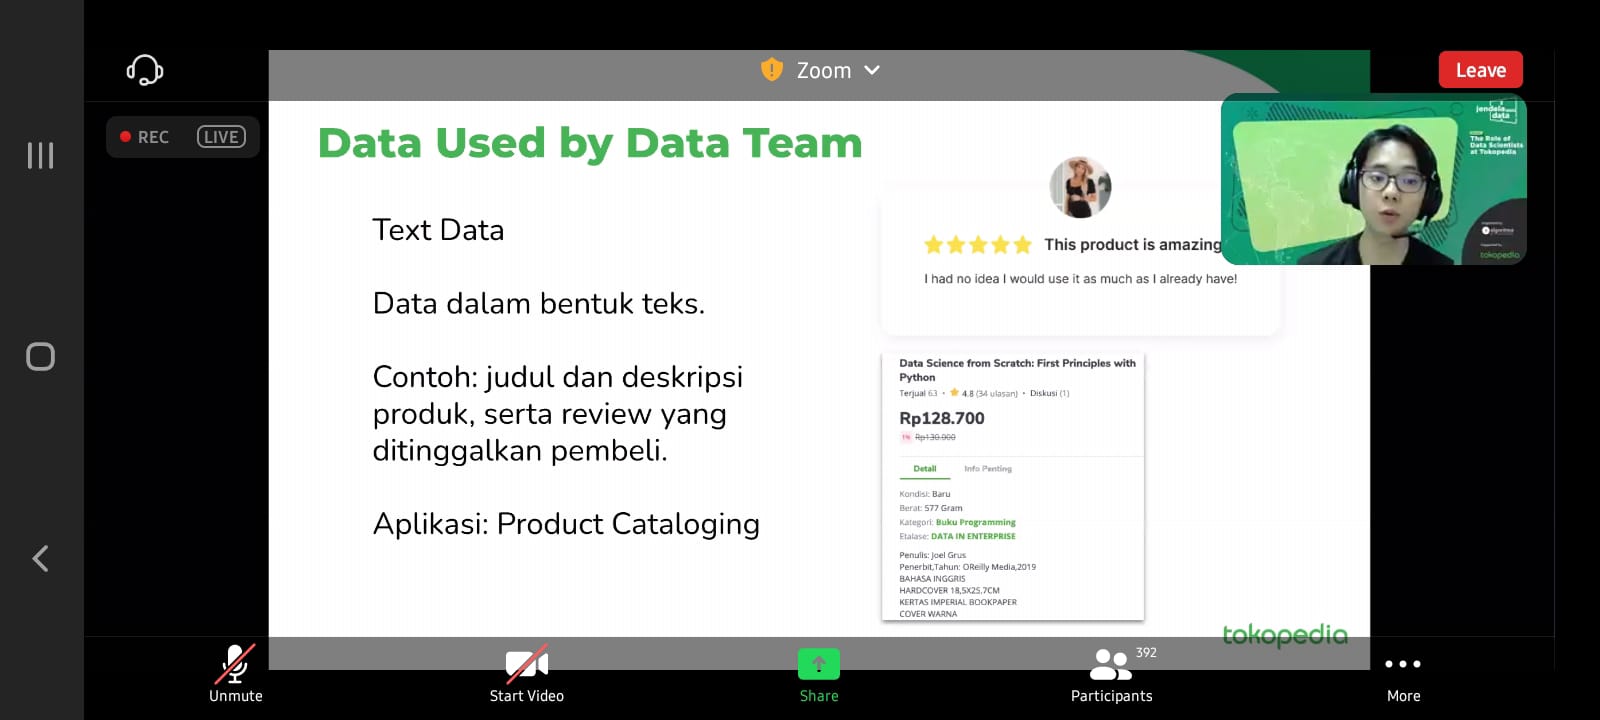 Zoom
Leave
REC
LIVE
Data Used by Data Team
jendela
data
The Role of
Data Scientists
at Tokopedia
algoritma
tokopedia
Text Data
This product is amazing
I had no idea I would use it as much as I already have!
Data dalam bentuk teks.
Contoh: judul dan deskripsi
produk, serta review yang
ditinggalkan pembeli.
Aplikasi: Product Cataloging
Data Science from Scratch: First Principles with
Python
Terjual 63 • 4.8 (34 ulasan) • Diskusi (1)
Rp128.700
1% Rp130.000
Detail Info Penting
Kondisi: Baru
Berat: 577 Gram
Kategori: Buku Programming
Etalase: DATA IN ENTERPRISE
Penulis: Joel Grus
Penerbit,Tahun: OReilly Media,2019
BAHASA INGGRIS
HARDCOVER 18,5X25,7CM
KERTAS IMPERIAL BOOKPAPER
COVER WARNA
tokopedia
392
Unmute
Start Video
Share
Participants
More